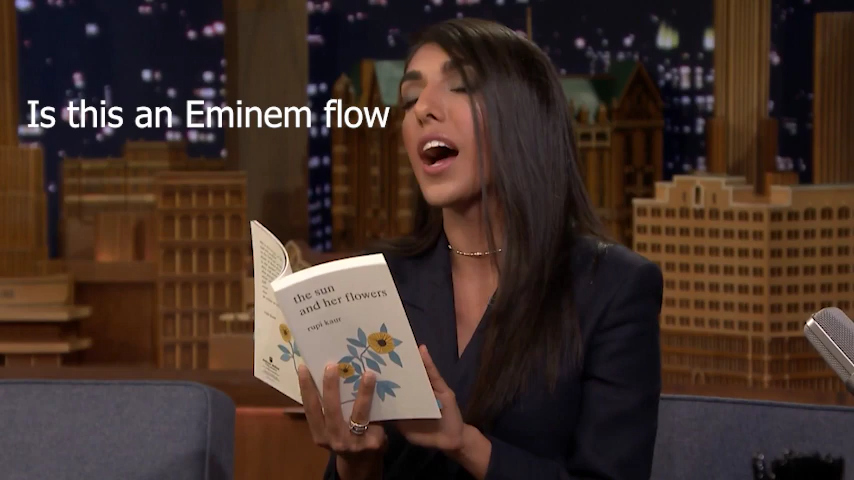 Is this an Eminem flow
the sun
and her flowers
rupi kaur